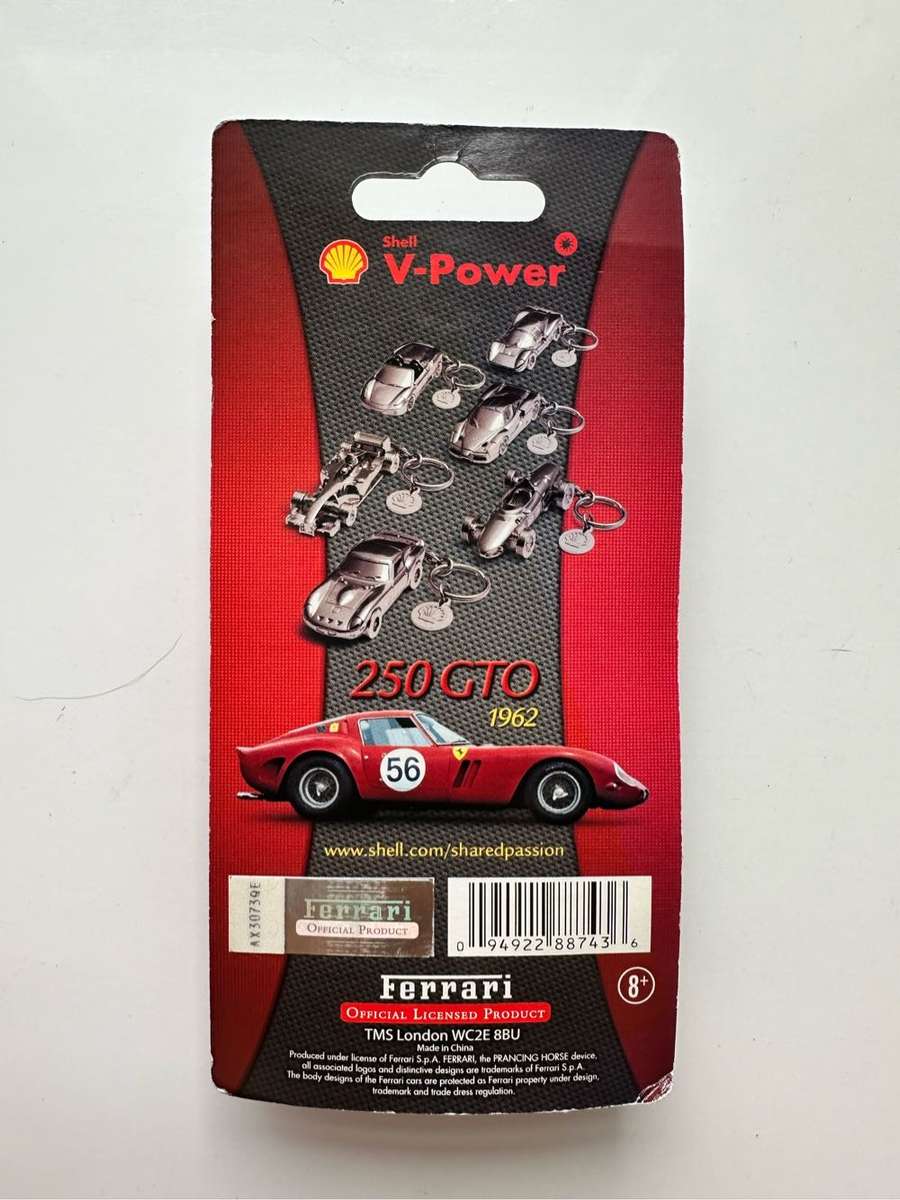 Shell
V-Power
250 GTO
1962
56
www.shell.com/sharedpassion
Ferrari
OFFICIAL PRODUCT
0 94922 88743 6
Ferrari
OFFICIAL LICENSED PRODUCT
8+
TMS London WC2E 8BU
Made in China
Produced under license of Ferrari S.p.A. FERRARI, the PRANCING HORSE device,
all associated logos and distinctive designs are trademarks of Ferrari S.p.A.
The body designs of the Ferrari cars are protected as Ferrari property under design,
trademark and trade dress regulation.